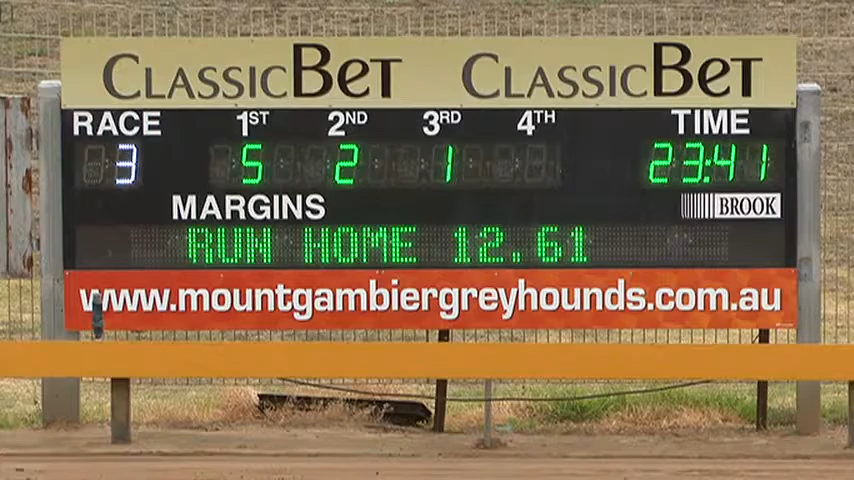 CLASSICBET CLASSICBET
RACE 1ST 2ND 3RD 4TH TIME
3 5 2 1 23:41
MARGINS
BROOK
RUN HOME 12.61
www.mountgambiergreyhounds.com.au